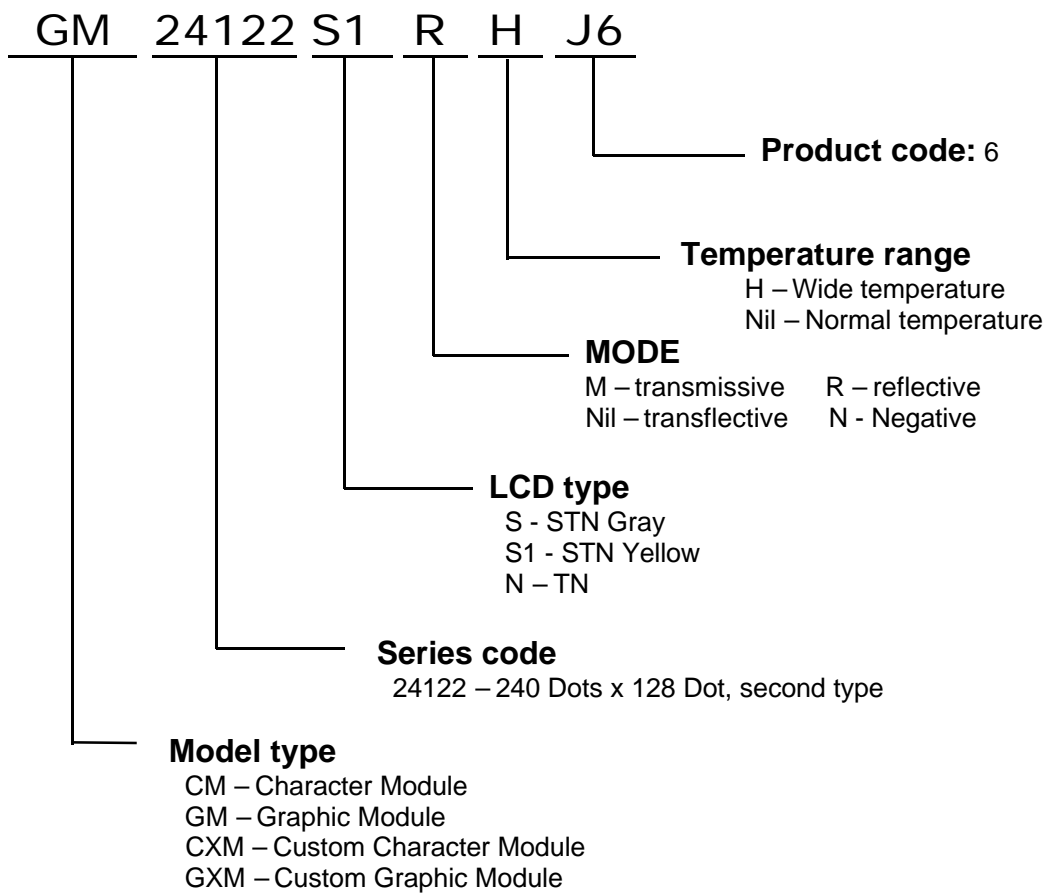 GM 24122 S1 R H J6
Product code: 6
Temperature range
H – Wide temperature
Nil – Normal temperature
MODE
M – transmissive R – reflective
Nil – transflective N - Negative
LCD type
S - STN Gray
S1 - STN Yellow
N – TN
Series code
24122 – 240 Dots x 128 Dot, second type
Model type
CM – Character Module
GM – Graphic Module
CXM – Custom Character Module
GXM – Custom Graphic Module